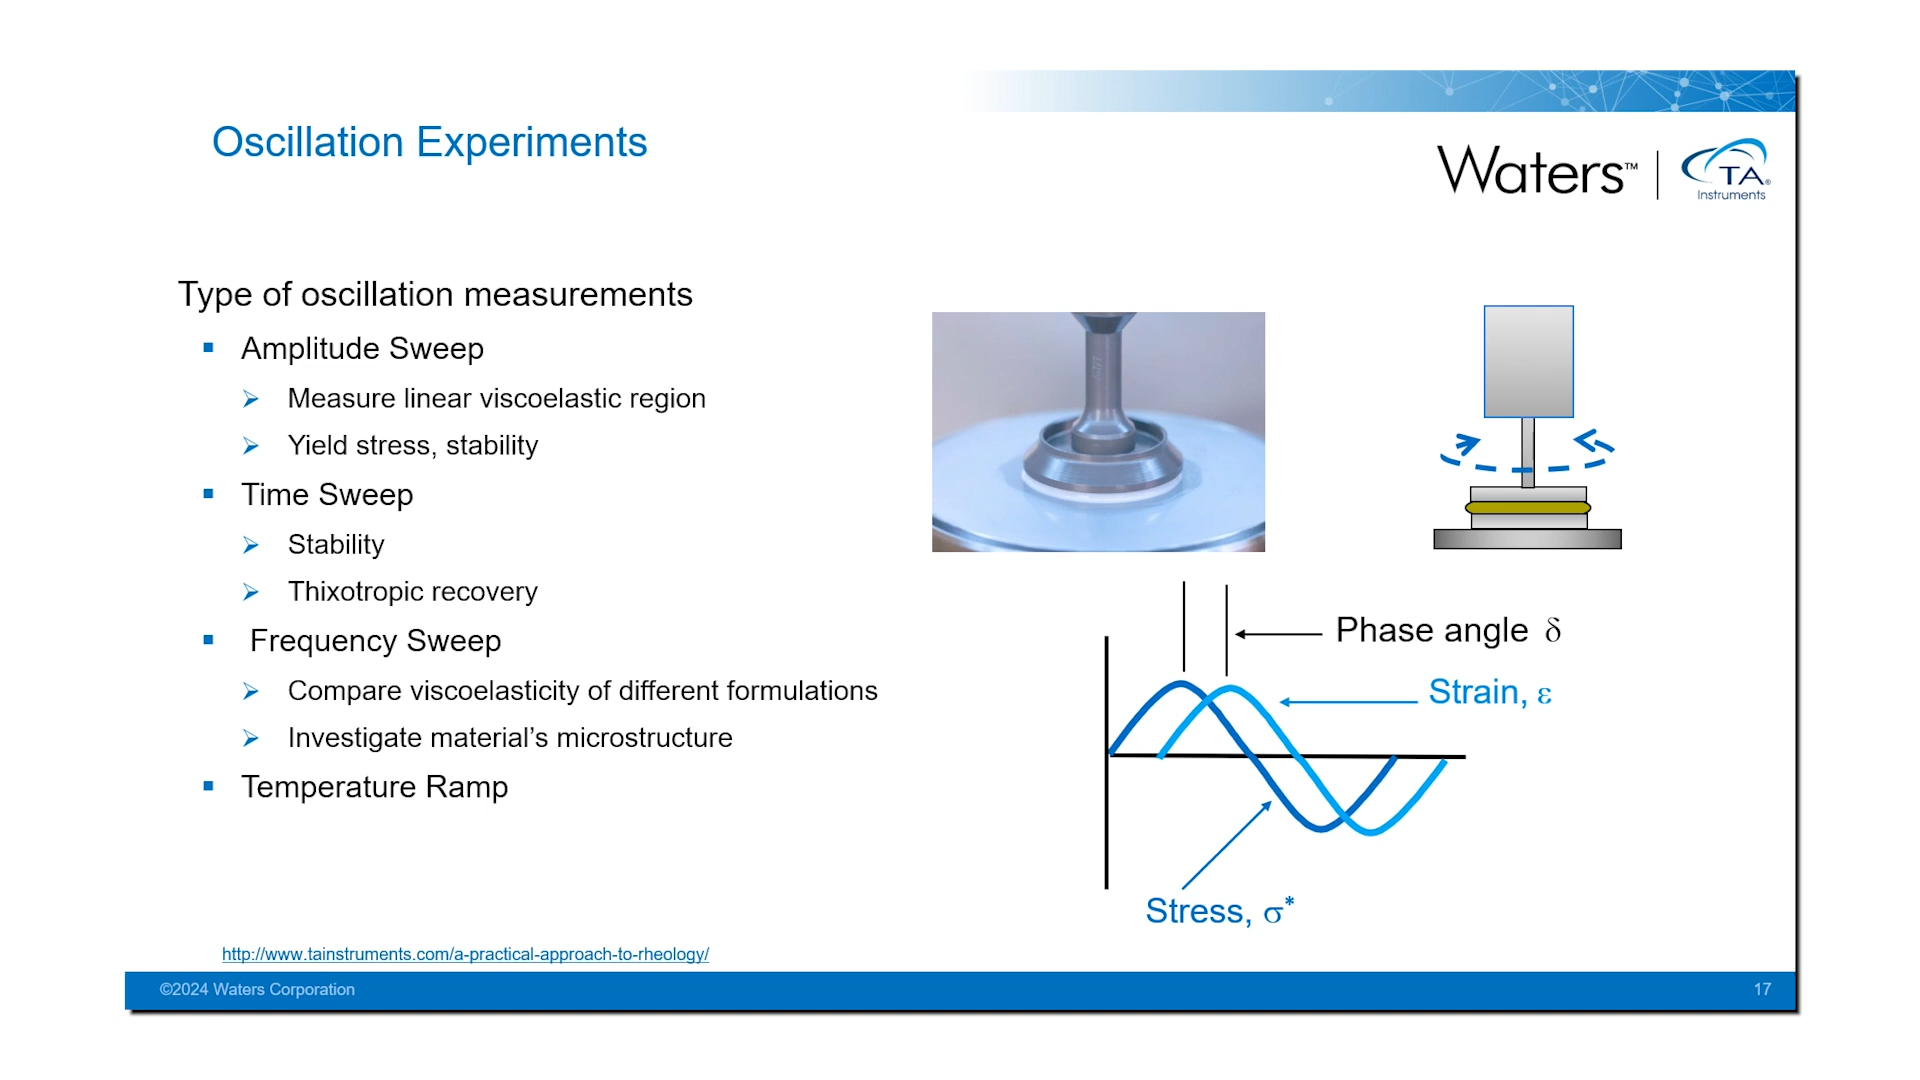 Oscillation Experiments
Waters™ | TA® Instruments
Type of oscillation measurements
Amplitude Sweep
Measure linear viscoelastic region
Yield stress, stability
Time Sweep
Stability
Thixotropic recovery
Frequency Sweep
Compare viscoelasticity of different formulations
Investigate material’s microstructure
Temperature Ramp
Phase angle δ
Strain, ε
Stress, σ*
http://www.tainstruments.com/a-practical-approach-to-rheology/
©2024 Waters Corporation
17